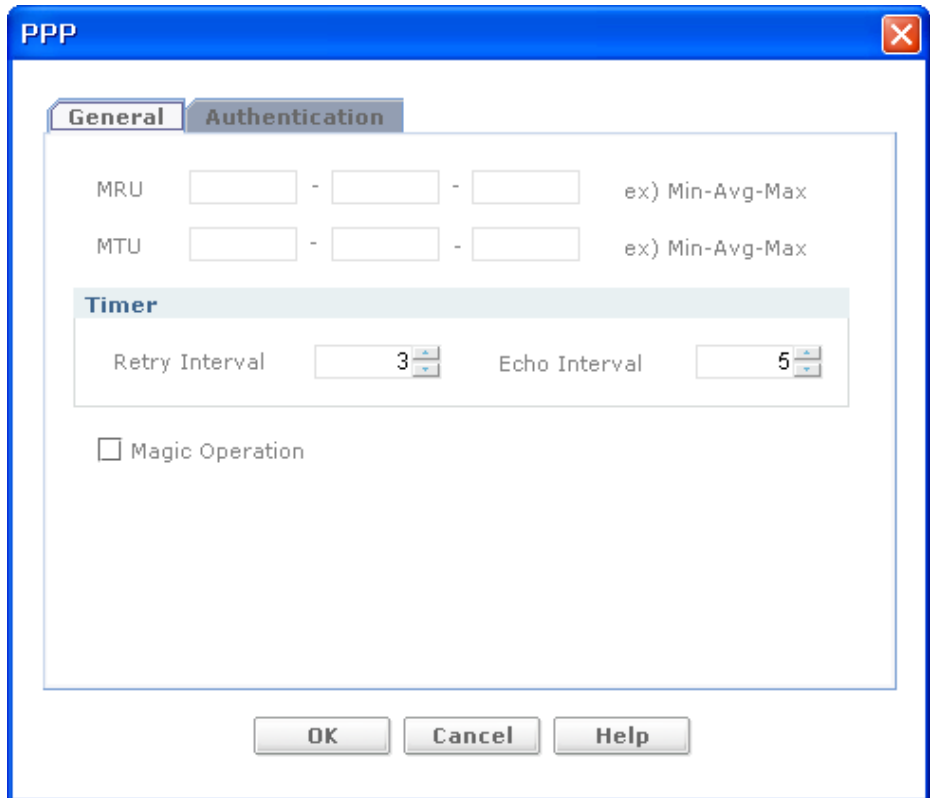 PPP
General Authentication
MRU - - ex) Min-Avg-Max
MTU - - ex) Min-Avg-Max
Timer
Retry Interval 3 Echo Interval 5
Magic Operation
OK Cancel Help